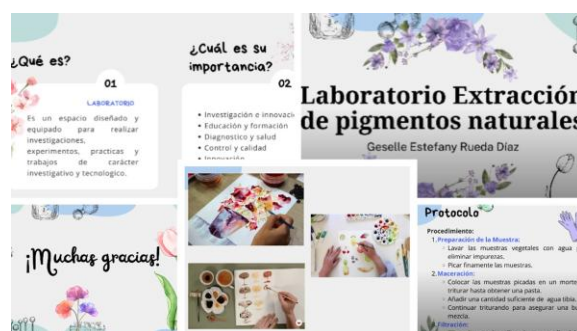 ¿Qué es?
01
LABORATORIO
Es un espacio diseñado y
equipado para realizar
investigaciones,
experimentos, practicas y
trabajos de carácter
investigativo y tecnologico.
¿Cuál es su
importancia?
02
Investigación e innovació
Educación y formación
Diagnostico y salud
Control y calidad
Innovación
Laboratorio Extracción
de pigmentos naturales
Geselle Estefany Rueda Díaz
¡Muchas gracias!
Protocolo
Procedimiento:
1. Preparación de la Muestra:
Lavar las muestras vegetales con agua
eliminar impurezas.
Picar finamente las muestras.
2. Maceración:
Colocar las muestras picadas en un morte
triturar hasta obtener una pasta.
Añadir una cantidad suficiente de agua tibia.
Continuar triturando para asegurar una bu
mezcla.
3. Filtración: